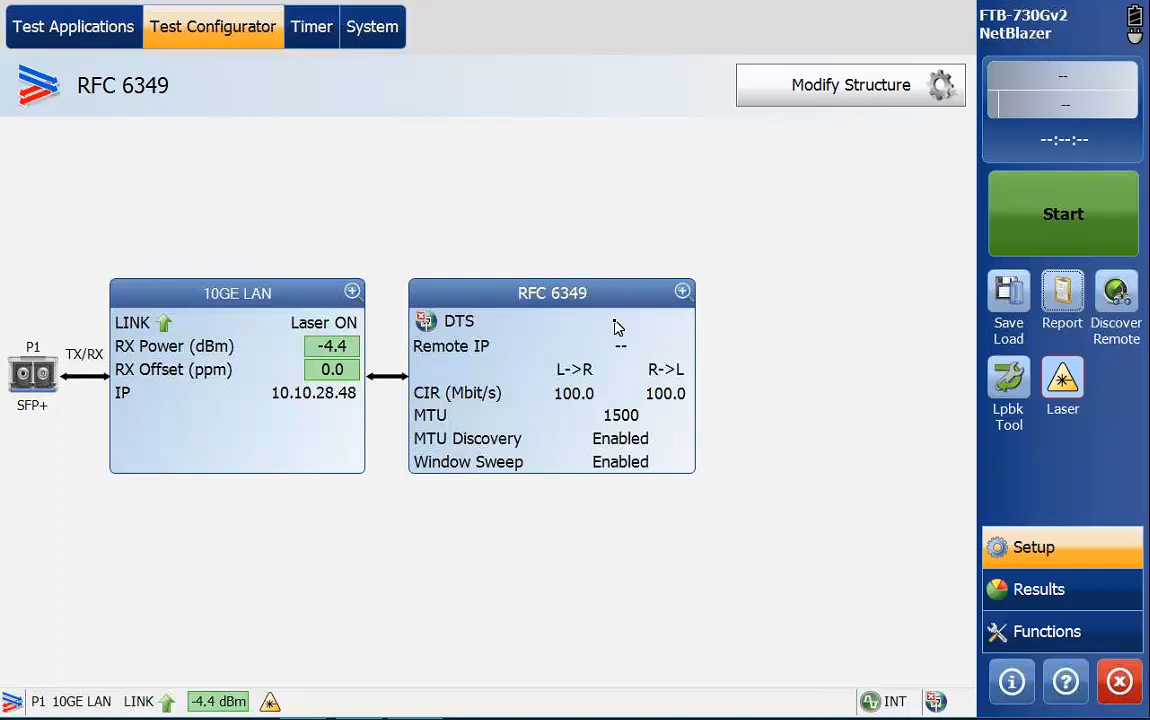 Test Applications
Test Configurator
Timer
System
FTB-730Gv2
NetBlazer
RFC 6349
Modify Structure
--
--
--:--:--
Start
Save
Load
Report
Discover
Remote
Lpbk
Tool
Laser
P1
SFP+
TX/RX
10GE LAN
LINK Laser ON
RX Power (dBm) -4.4
RX Offset (ppm) 0.0
IP 10.10.28.48
RFC 6349
DTS
Remote IP --
L->R R->L
CIR (Mbit/s) 100.0 100.0
MTU 1500
MTU Discovery Enabled
Window Sweep Enabled
Setup
Results
Functions
P1 10GE LAN LINK -4.4 dBm INT